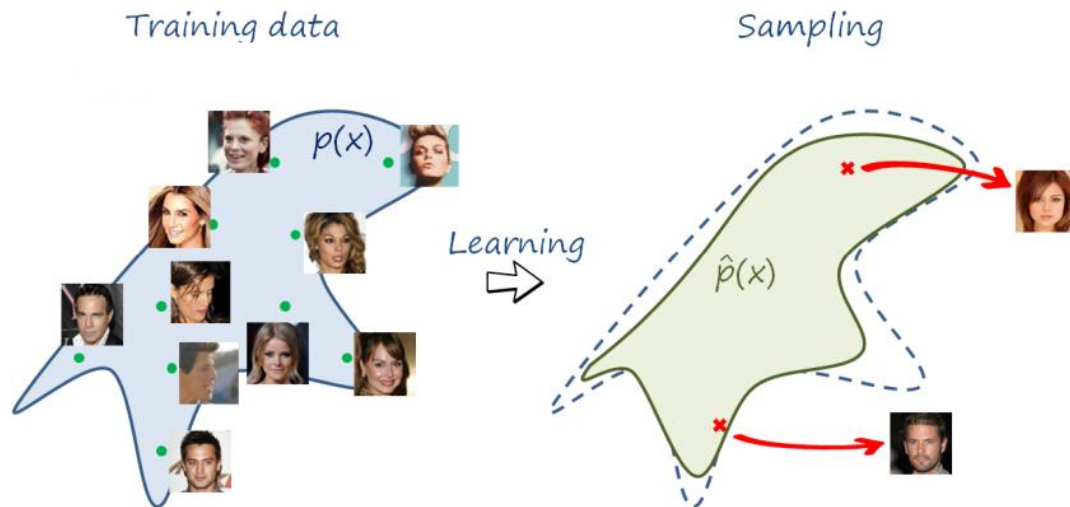 Training data
Sampling
p(x)
Learning
p̂(x)